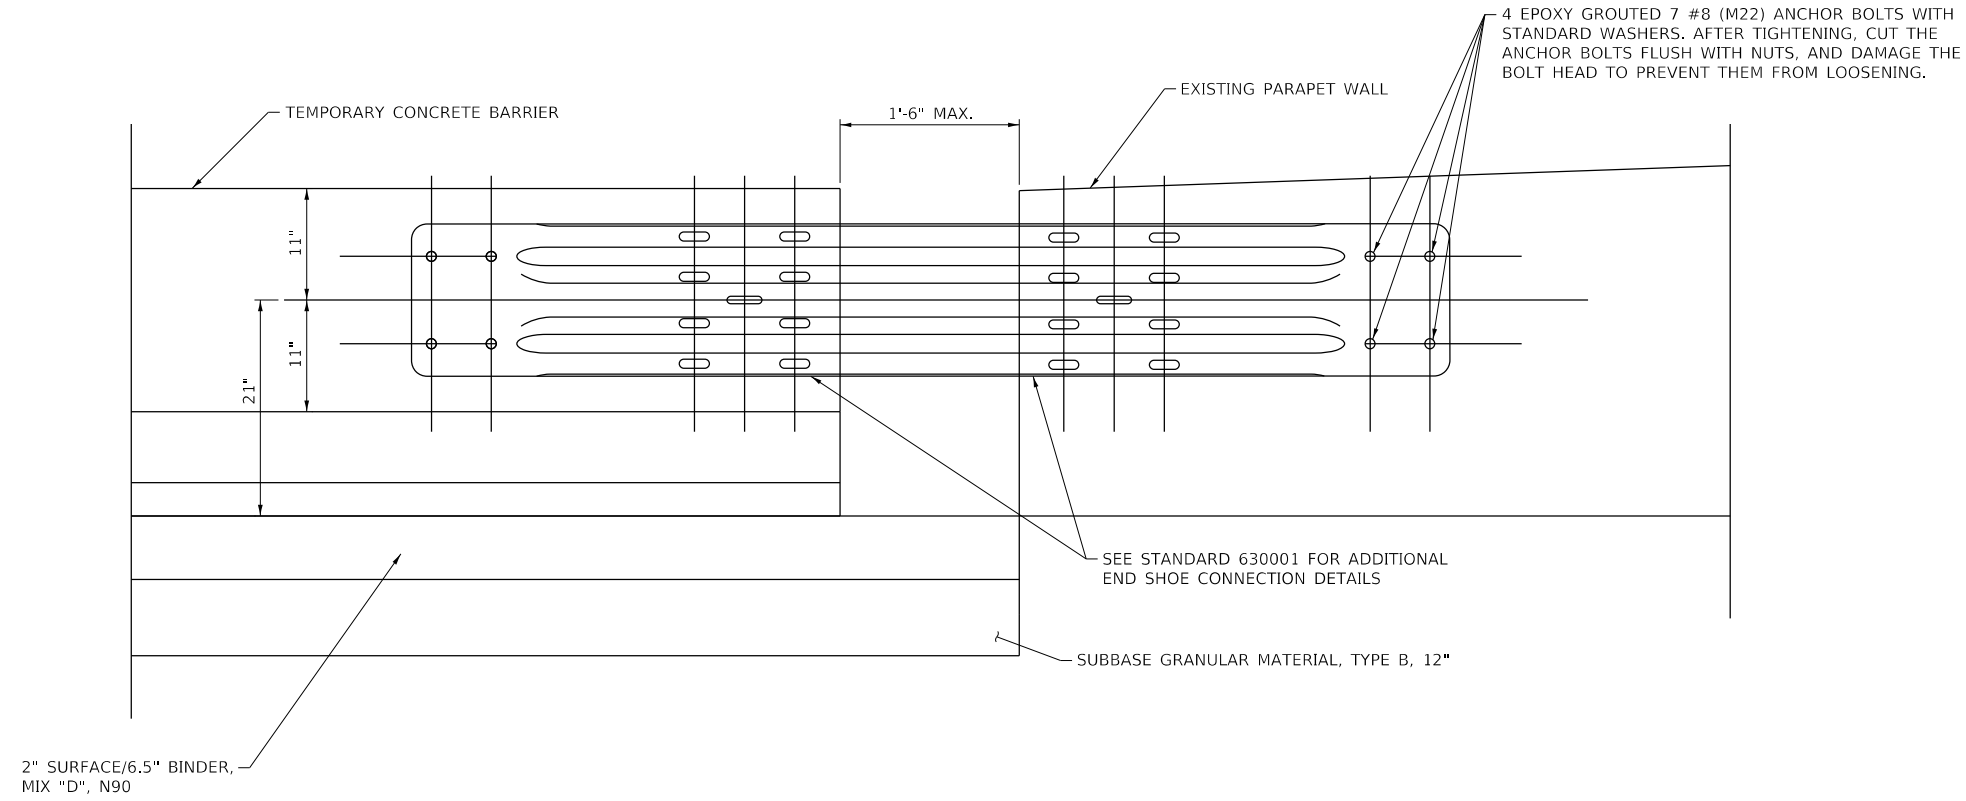 4 EPOXY GROUTED 7 #8 (M22) ANCHOR BOLTS WITH
STANDARD WASHERS. AFTER TIGHTENING, CUT THE
ANCHOR BOLTS FLUSH WITH NUTS, AND DAMAGE THE
BOLT HEAD TO PREVENT THEM FROM LOOSENING.
EXISTING PARAPET WALL
TEMPORARY CONCRETE BARRIER
1'-6" MAX.
11"
11"
21"
SEE STANDARD 630001 FOR ADDITIONAL
END SHOE CONNECTION DETAILS
SUBBASE GRANULAR MATERIAL, TYPE B, 12"
2" SURFACE/6.5" BINDER,
MIX "D", N90